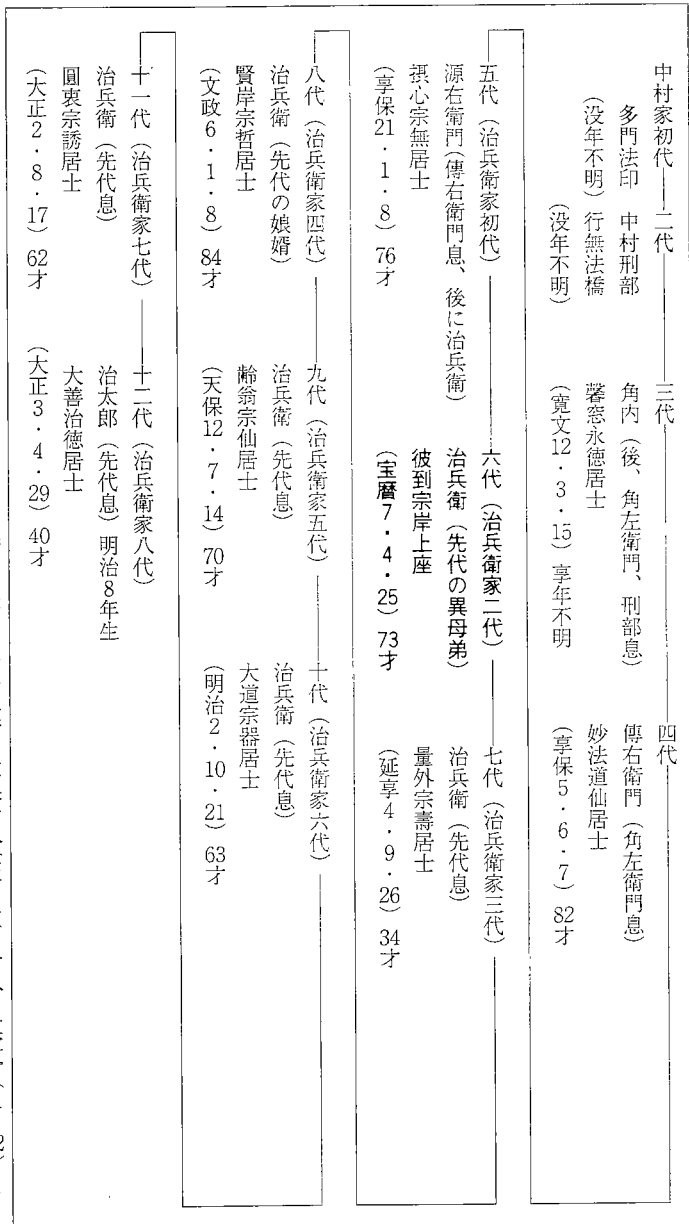 中村家初代
多門法印
(没年不明)
二代
中村刑部
行無法橋
(没年不明)
三代
角内(後、角左衛門、刑部息)
馨窓永徳居士
(寛文12・3・15)享年不明
四代
傳右衛門(角左衛門息)
妙法道仙居士
(享保5・6・7)82才
五代(治兵衛家初代)
源右衛門(傳右衛門息、後に治兵衛)
摂心宗無居士
(享保21・1・8)76才
六代(治兵衛家二代)
治兵衛(先代の異母弟)
彼到宗岸上座
(宝暦7・4・25)73才
七代(治兵衛家三代)
治兵衛(先代息)
量外宗壽居士
(延享4・9・26)34才
八代(治兵衛家四代)
治兵衛(先代の娘婿)
賢岸宗哲居士
(文政6・1・8)84才
九代(治兵衛家五代)
治兵衛(先代息)
齢翁宗仙居士
(天保12・7・14)70才
十代(治兵衛家六代)
治兵衛(先代息)
大道宗器居士
(明治2・10・21)63才
十一代(治兵衛家七代)
治兵衛(先代息)
圓衷宗誘居士
(大正2・8・17)62才
十二代(治兵衛家八代)
治太郎(先代息)明治8年生
大善治徳居士
(大正3・4・29)40才